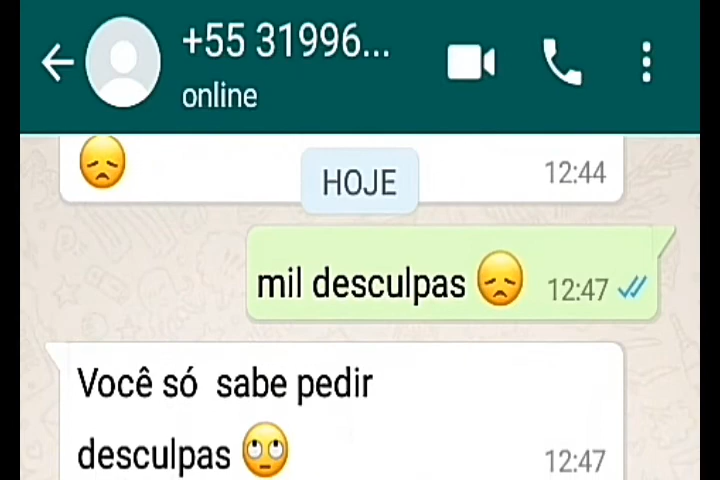 +55 31996...
online
😞 12:44
HOJE
mil desculpas 😞 12:47
Você só sabe pedir
desculpas 🙄 12:47